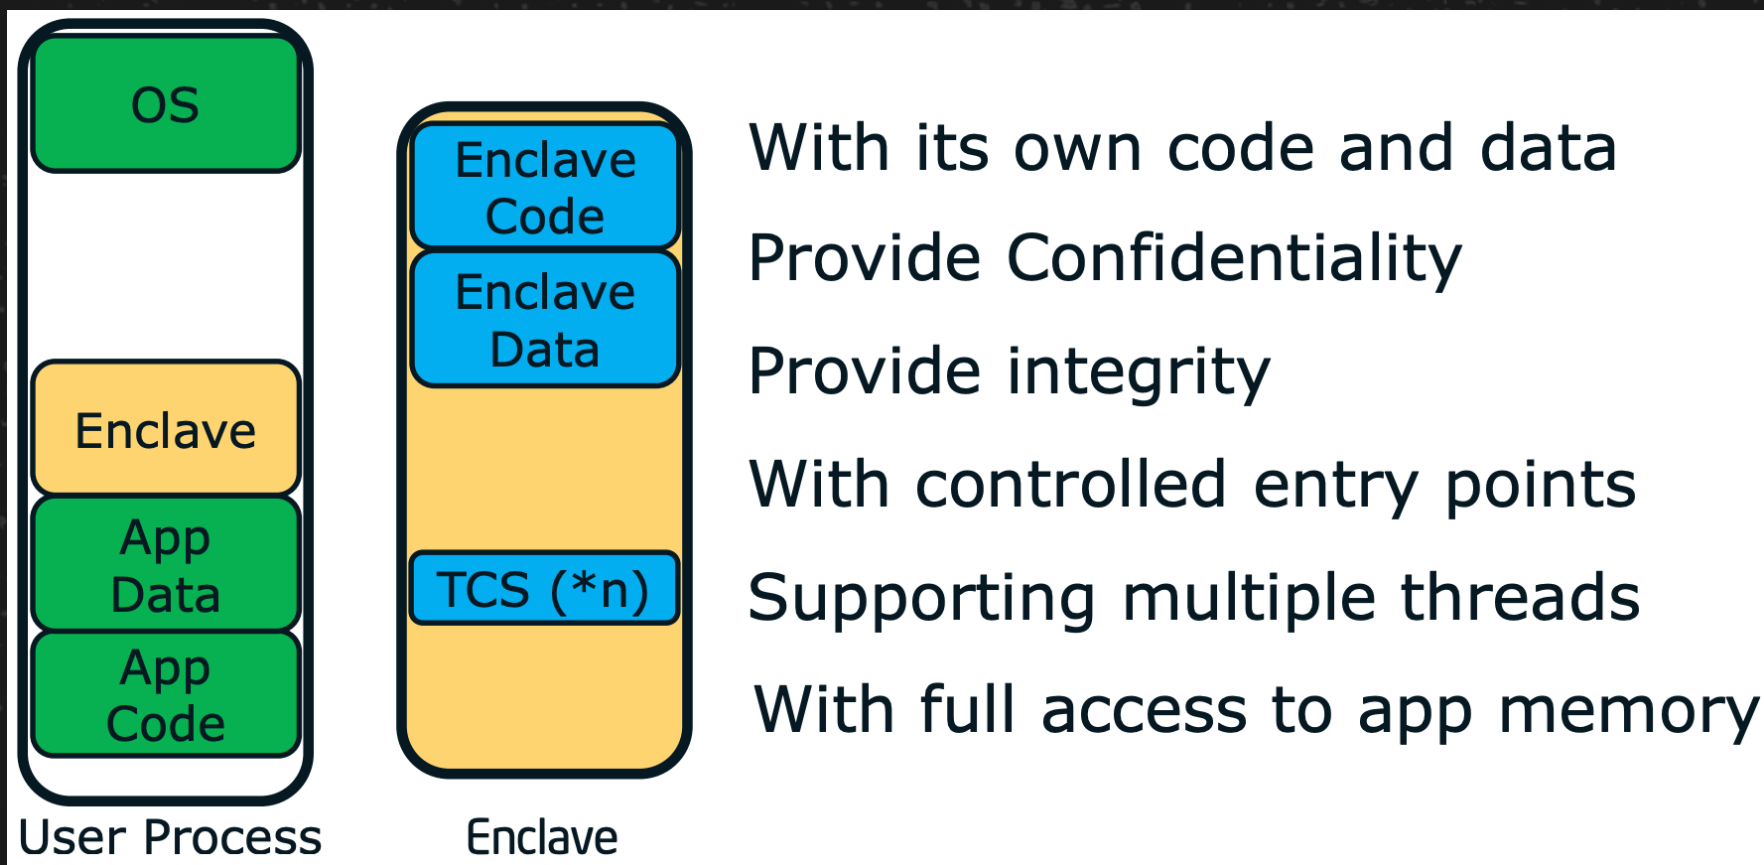 OS
Enclave
App
Data
App
Code
User Process
Enclave
Code
Enclave
Data
TCS (*n)
Enclave
With its own code and data
Provide Confidentiality
Provide integrity
With controlled entry points
Supporting multiple threads
With full access to app memory